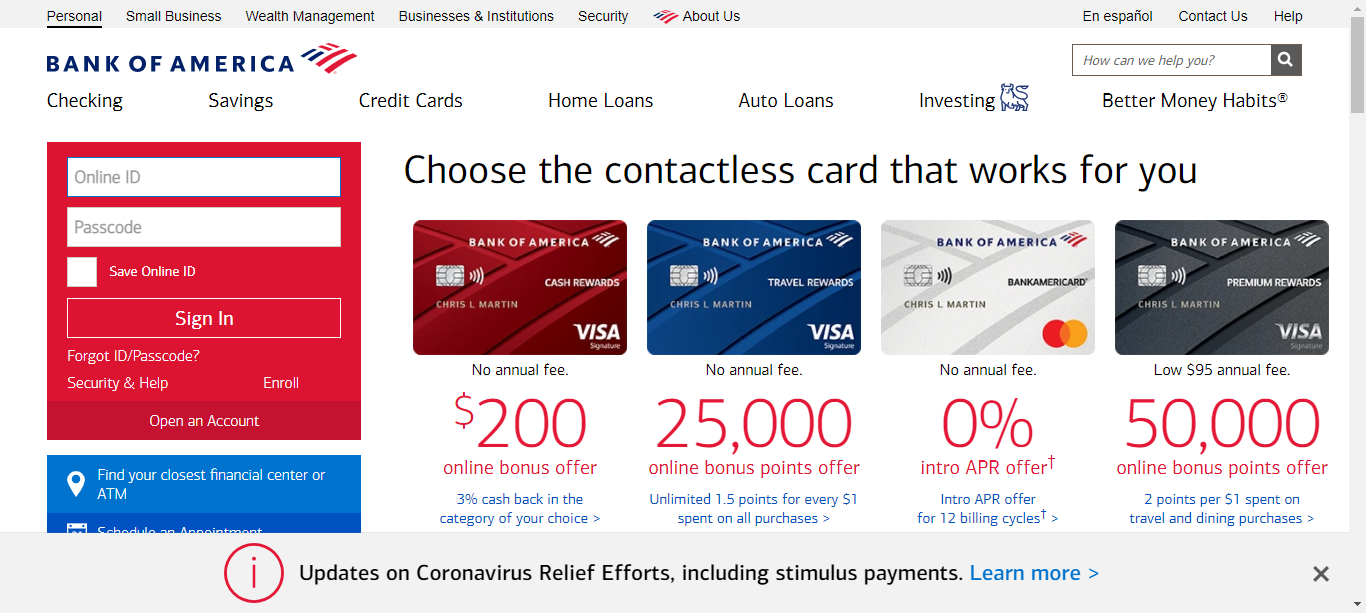 Personal Small Business Wealth Management Businesses & Institutions Security About Us En español Contact Us Help
BANK OF AMERICA
How can we help you?
Checking Savings Credit Cards Home Loans Auto Loans Investing Better Money Habits®
Online ID
Passcode
Save Online ID
Sign In
Forgot ID/Passcode?
Security & Help Enroll
Open an Account
Find your closest financial center or
ATM
Schedule an Appointment
Choose the contactless card that works for you
BANK OF AMERICA
CASH REWARDS
CHRIS L MARTIN
VISA
Signature
No annual fee.
$200
online bonus offer
3% cash back in the
category of your choice >
BANK OF AMERICA
TRAVEL REWARDS
CHRIS L MARTIN
VISA
Signature
No annual fee.
25,000
online bonus points offer
Unlimited 1.5 points for every $1
spent on all purchases >
BANK OF AMERICA
BANKAMERICARD®
CHRIS L MARTIN
No annual fee.
0%
intro APR offer†
Intro APR offer
for 12 billing cycles† >
BANK OF AMERICA
PREMIUM REWARDS
CHRIS L MARTIN
VISA
Signature
Low $95 annual fee.
50,000
online bonus points offer
2 points per $1 spent on
travel and dining purchases >
Updates on Coronavirus Relief Efforts, including stimulus payments. Learn more >